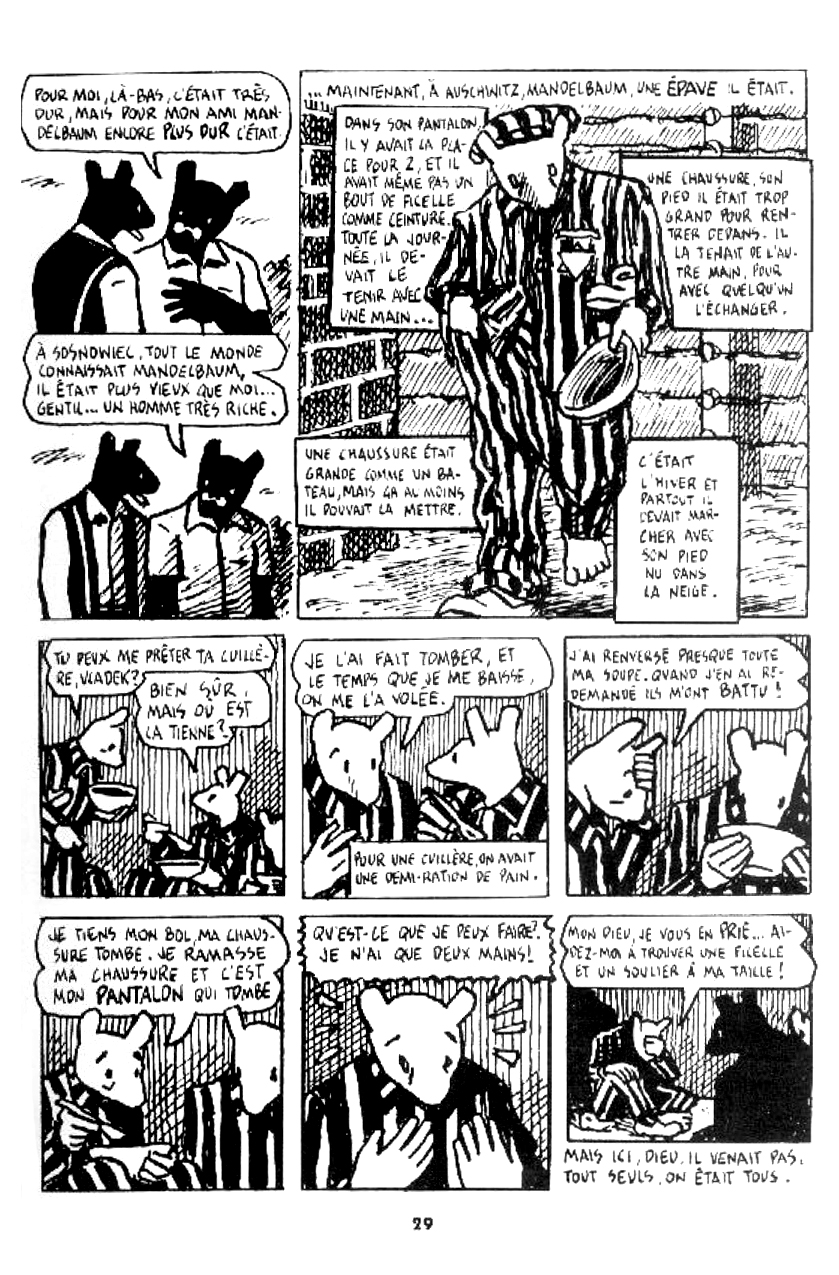 POUR MOI, LÀ-BAS, C'ÉTAIT TRÈS
DUR, MAIS POUR MON AMI MAN-
DELBAUM ENCORE PLUS DUR C'ÉTAIT.
À SOSNOWIEC, TOUT LE MONDE
CONNAISSAIT MANDELBAUM,
IL ÉTAIT PLUS VIEUX QUE MOI...
GENTIL... UN HOMME TRÈS RICHE.
... MAINTENANT, À AUSCHWITZ, MANDELBAUM, UNE ÉPAVE IL ÉTAIT.
DANS SON PANTALON,
IL Y AVAIT LA PLA-
CE POUR 2, ET IL
AVAIT MÊME PAS UN
BOUT DE FICELLE
COMME CEINTURE.
TOUTE LA JOUR-
NÉE, IL DE-
VAIT LE
TENIR AVEC
UNE MAIN...
UNE CHAUSSURE, SON
PIED IL ÉTAIT TROP
GRAND POUR REN-
TRER DEDANS. IL
LA TENAIT DE L'AU-
TRE MAIN, POUR
AVEC QUELQU'UN
L'ÉCHANGER.
UNE CHAUSSURE ÉTAIT
GRANDE COMME UN BA-
TEAU, MAIS ÇA AU MOINS
IL POUVAIT LA METTRE.
C'ÉTAIT
L'HIVER ET
PARTOUT IL
DEVAIT MAR-
CHER AVEC
SON PIED
NU DANS
LA NEIGE.
TU PEUX ME PRÊTER TA CUILLÈ-
RE, VLADEK?
BIEN SÛR,
MAIS OÙ EST
LA TIENNE?
JE L'AI FAIT TOMBER, ET
LE TEMPS QUE JE ME BAISSE,
ON ME L'A VOLÉE.
POUR UNE CUILLÈRE, ON AVAIT
UNE DEMI-RATION DE PAIN.
J'AI RENVERSÉ PRESQUE TOUTE
MA SOUPE. QUAND J'EN AI RE-
DEMANDÉ ILS M'ONT BATTU!
JE TIENS MON BOL, MA CHAUS-
SURE TOMBE. JE RAMASSE
MA CHAUSSURE ET C'EST
MON PANTALON QUI TOMBE
QU'EST-CE QUE JE PEUX FAIRE?
JE N'AI QUE DEUX MAINS!
MON DIEU, JE VOUS EN PRIE... AI-
DEZ-MOI À TROUVER UNE FICELLE
ET UN SOULIER À MA TAILLE!
MAIS ICI, DIEU, IL VENAIT PAS.
TOUT SEULS, ON ÉTAIT TOUS.
29